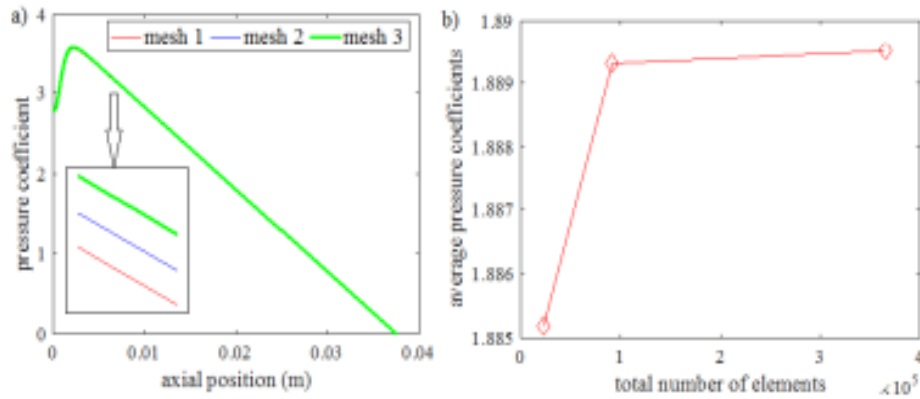 a)
4
3
2
1
0
mesh 1 mesh 2 mesh 3
pressure coefficient
0 0.01 0.02 0.03 0.04
axial position (m)
b)
1.89
1.889
1.888
1.887
1.886
1.885
average pressure coefficients
0 1 2 3 4
total number of elements
×10⁵